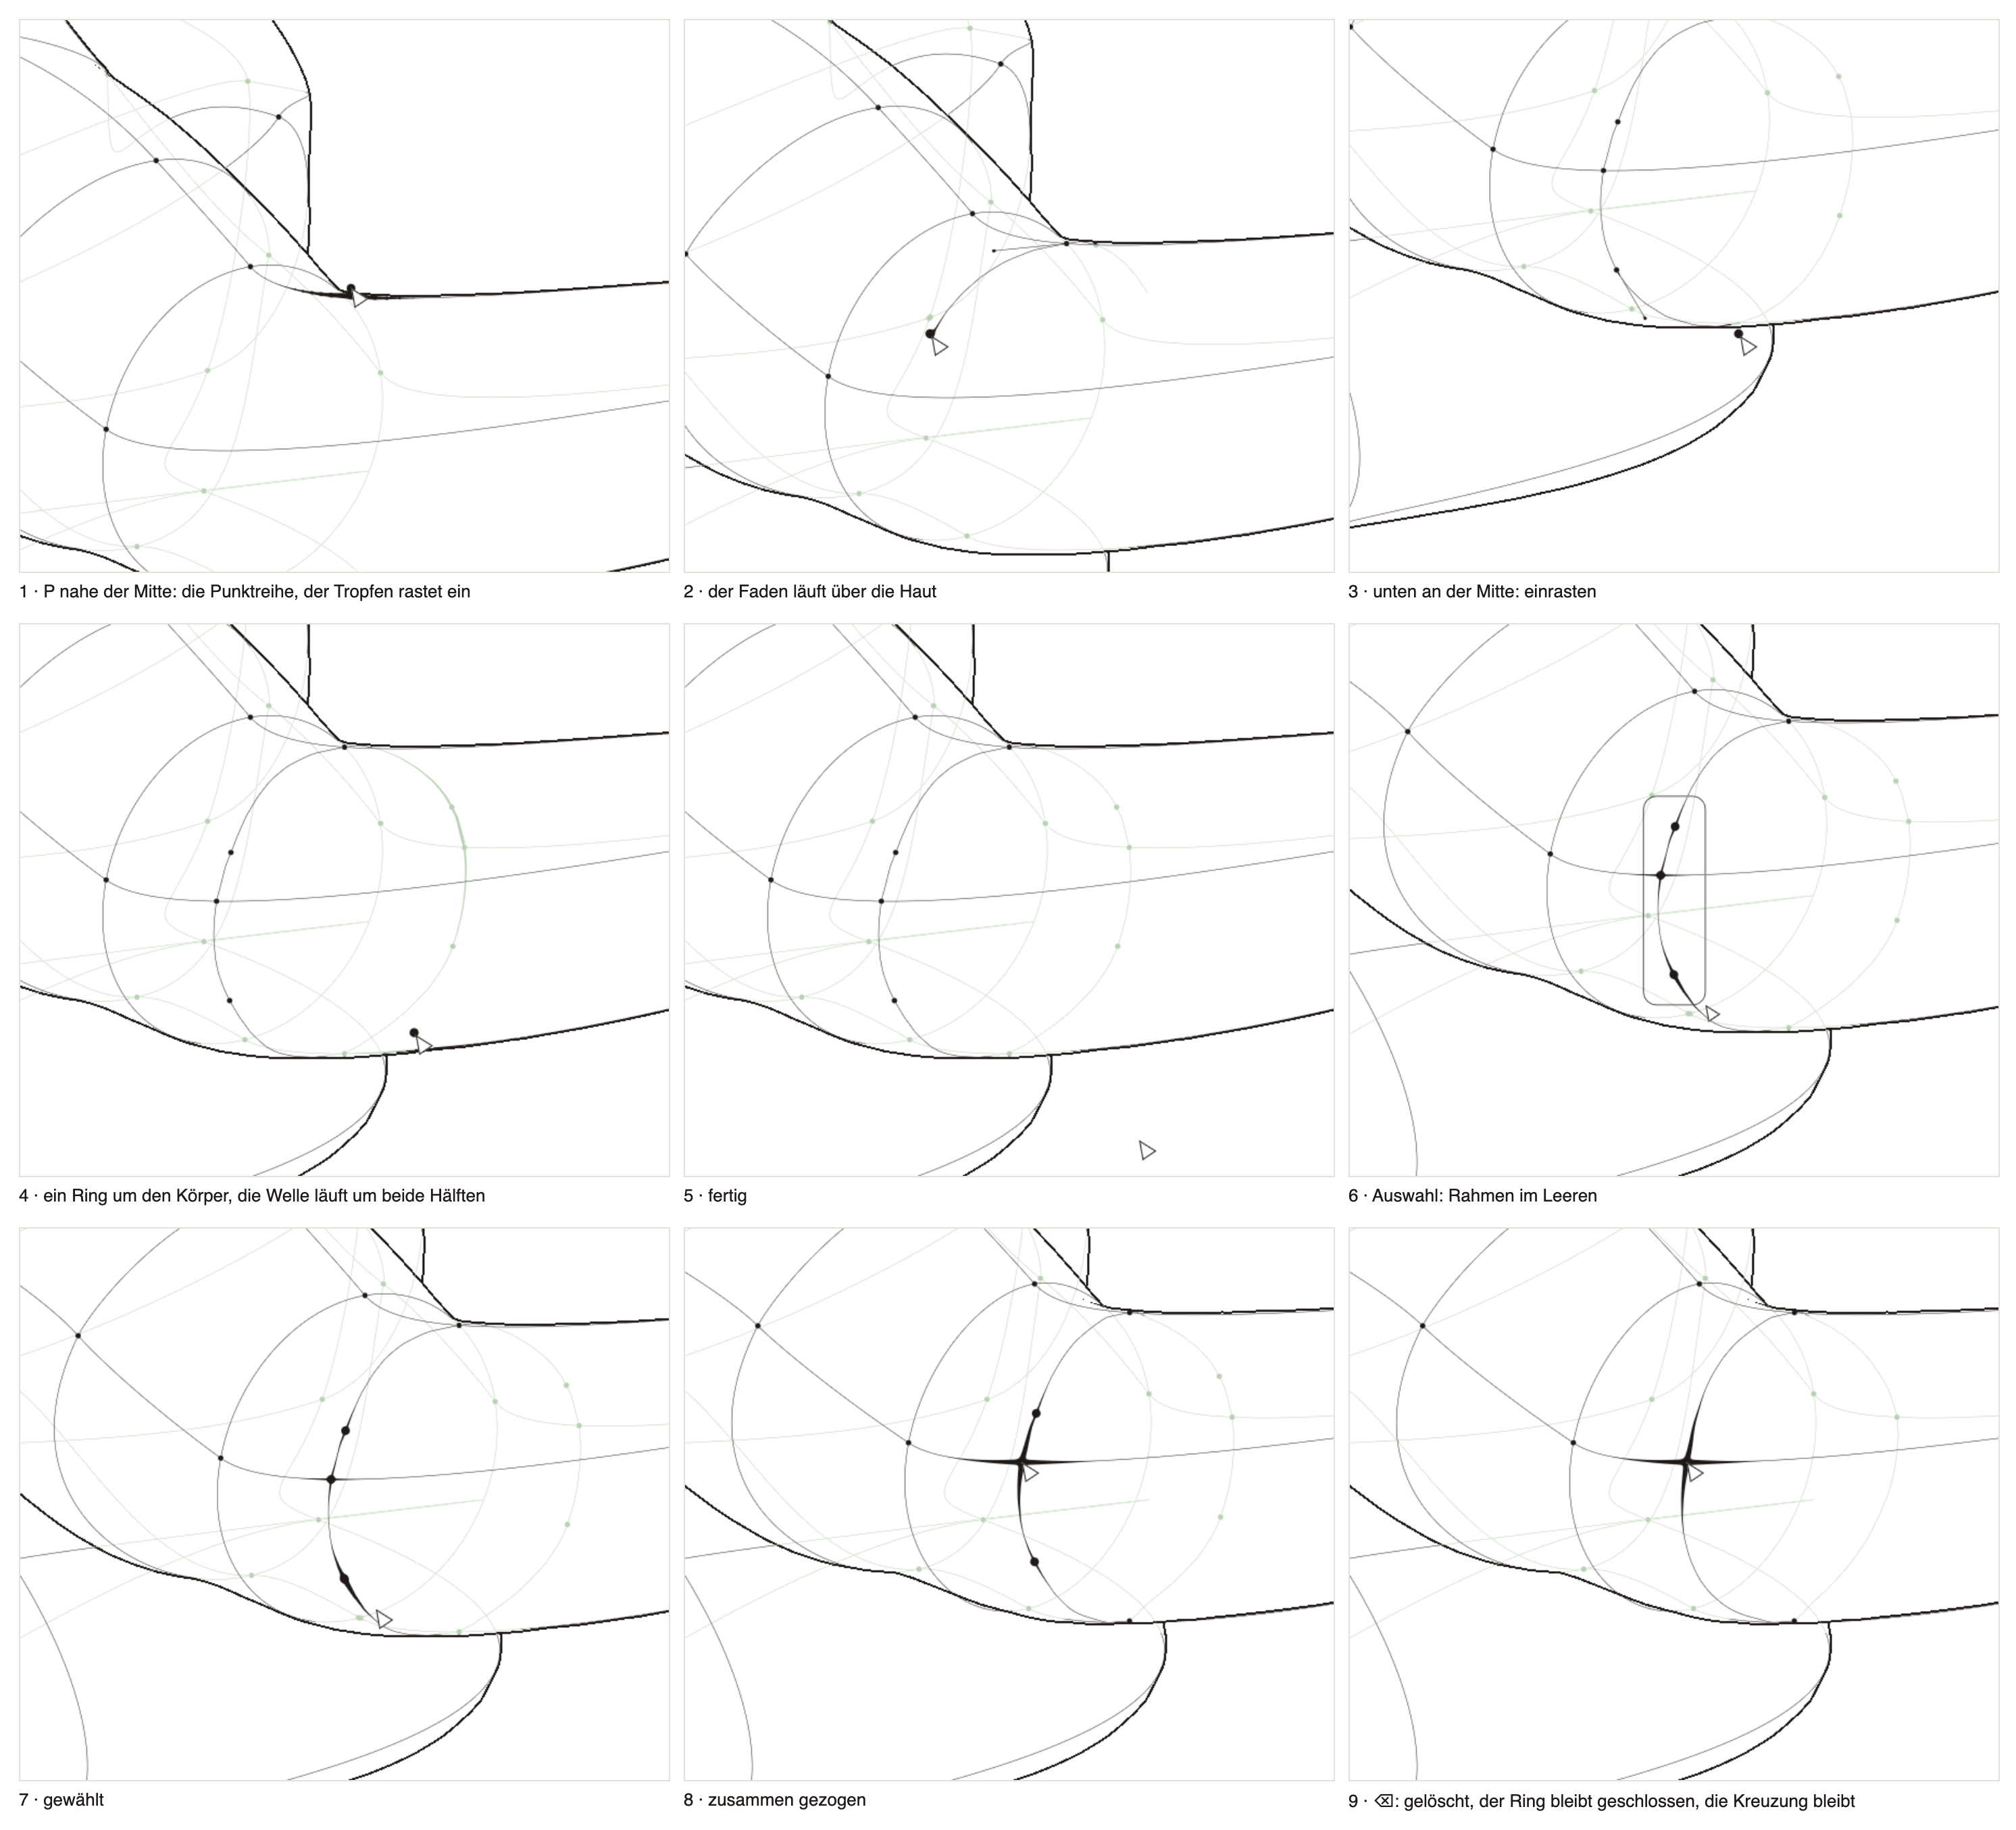 1 · P nahe der Mitte: die Punktreihe, der Tropfen rastet ein
2 · der Faden läuft über die Haut
3 · unten an der Mitte: einrasten
4 · ein Ring um den Körper, die Welle läuft um beide Hälften
5 · fertig
6 · Auswahl: Rahmen im Leeren
7 · gewählt
8 · zusammen gezogen
9 · ⌫: gelöscht, der Ring bleibt geschlossen, die Kreuzung bleibt